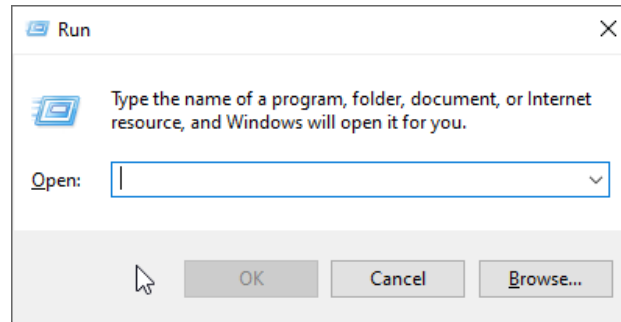 Run
Type the name of a program, folder, document, or Internet
resource, and Windows will open it for you.
Open:
OK Cancel Browse...